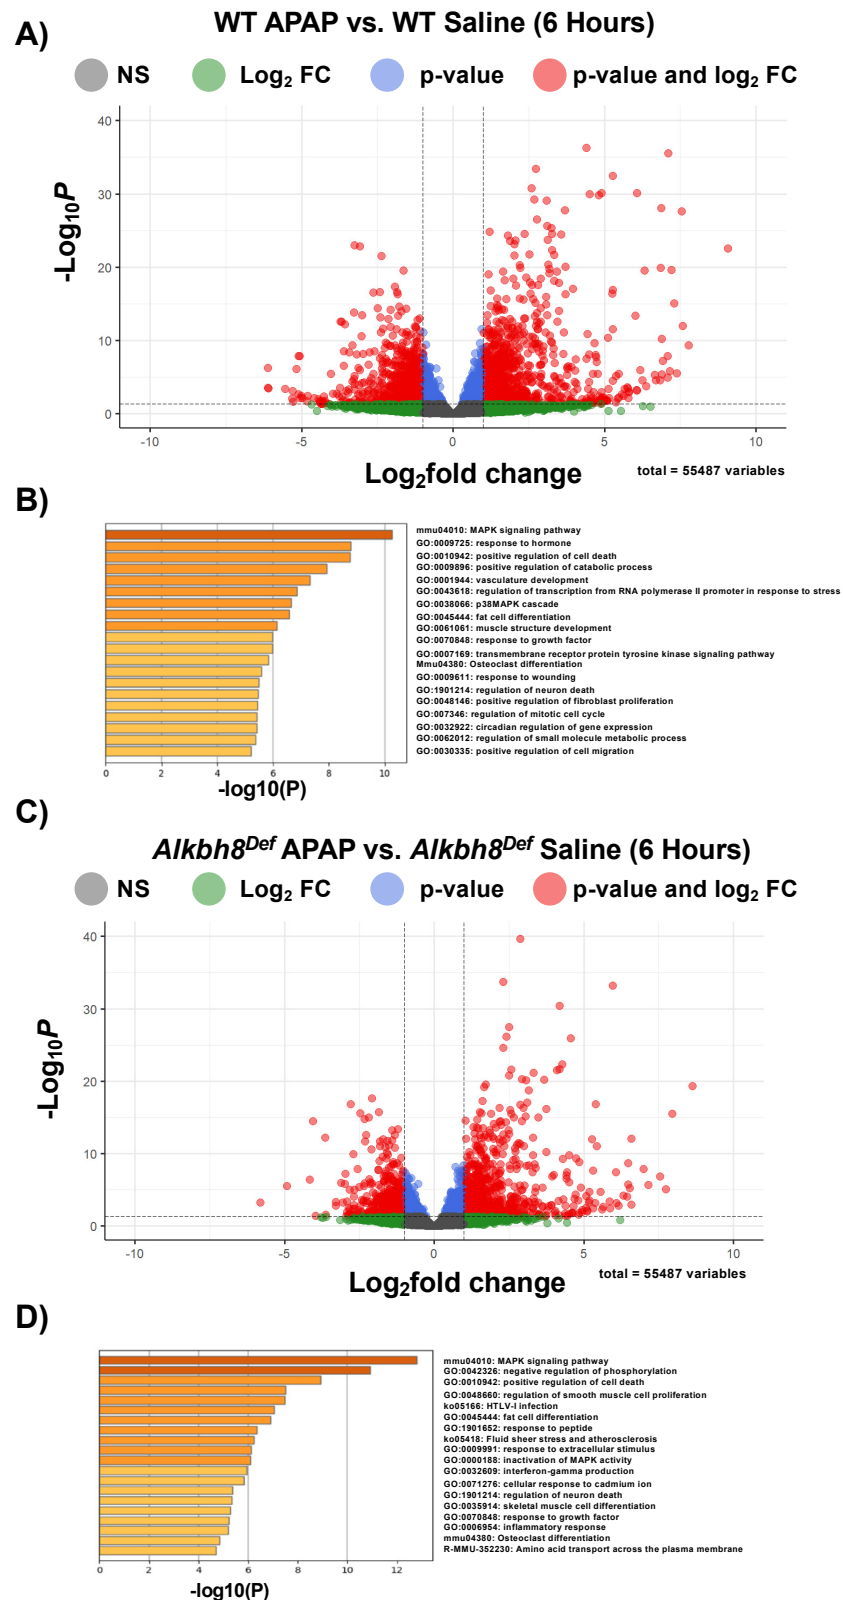 A)
WT APAP vs. WT Saline (6 Hours)
NS Log2 FC p-value p-value and log2 FC
40
30
20
10
0
-Log10P
-10 -5 0 5 10
Log2fold change
total = 55487 variables
B)
mmu04010: MAPK signaling pathway
GO:0009725: response to hormone
GO:0010942: positive regulation of cell death
GO:0009896: positive regulation of catabolic process
GO:0001944: vasculature development
GO:0043618: regulation of transcription from RNA polymerase II promoter in response to stress
GO:0038066: p38MAPK cascade
GO:0045444: fat cell differentiation
GO:0061061: muscle structure development
GO:0070848: response to growth factor
GO:0007169: transmembrane receptor protein tyrosine kinase signaling pathway
Mmu04380: Osteoclast differentiation
GO:0009611: response to wounding
GO:1901214: regulation of neuron death
GO:0048146: positive regulation of fibroblast proliferation
GO:007346: regulation of mitotic cell cycle
GO:0032922: circadian regulation of gene expression
GO:0062012: regulation of small molecule metabolic process
GO:0030335: positive regulation of cell migration
0 2 4 6 8 10
-log10(P)
C)
Alkbh8Def APAP vs. Alkbh8Def Saline (6 Hours)
NS Log2 FC p-value p-value and log2 FC
40
30
20
10
0
-Log10P
-10 -5 0 5 10
Log2fold change
total = 55487 variables
D)
mmu04010: MAPK signaling pathway
GO:0042326: negative regulation of phosphorylation
GO:0010942: positive regulation of cell death
GO:0048660: regulation of smooth muscle cell proliferation
ko05166: HTLV-I infection
GO:0045444: fat cell differentiation
GO:1901652: response to peptide
ko05418: Fluid sheer stress and atherosclerosis
GO:0009991: response to extracellular stimulus
GO:0000188: inactivation of MAPK activity
GO:0032609: interferon-gamma production
GO:0071276: cellular response to cadmium ion
GO:1901214: regulation of neuron death
GO:0035914: skeletal muscle cell differentiation
GO:0070848: response to growth factor
GO:0006954: inflammatory response
mmu04380: Osteoclast differentiation
R-MMU-352230: Amino acid transport across the plasma membrane
0 2 4 6 8 10 12
-log10(P)